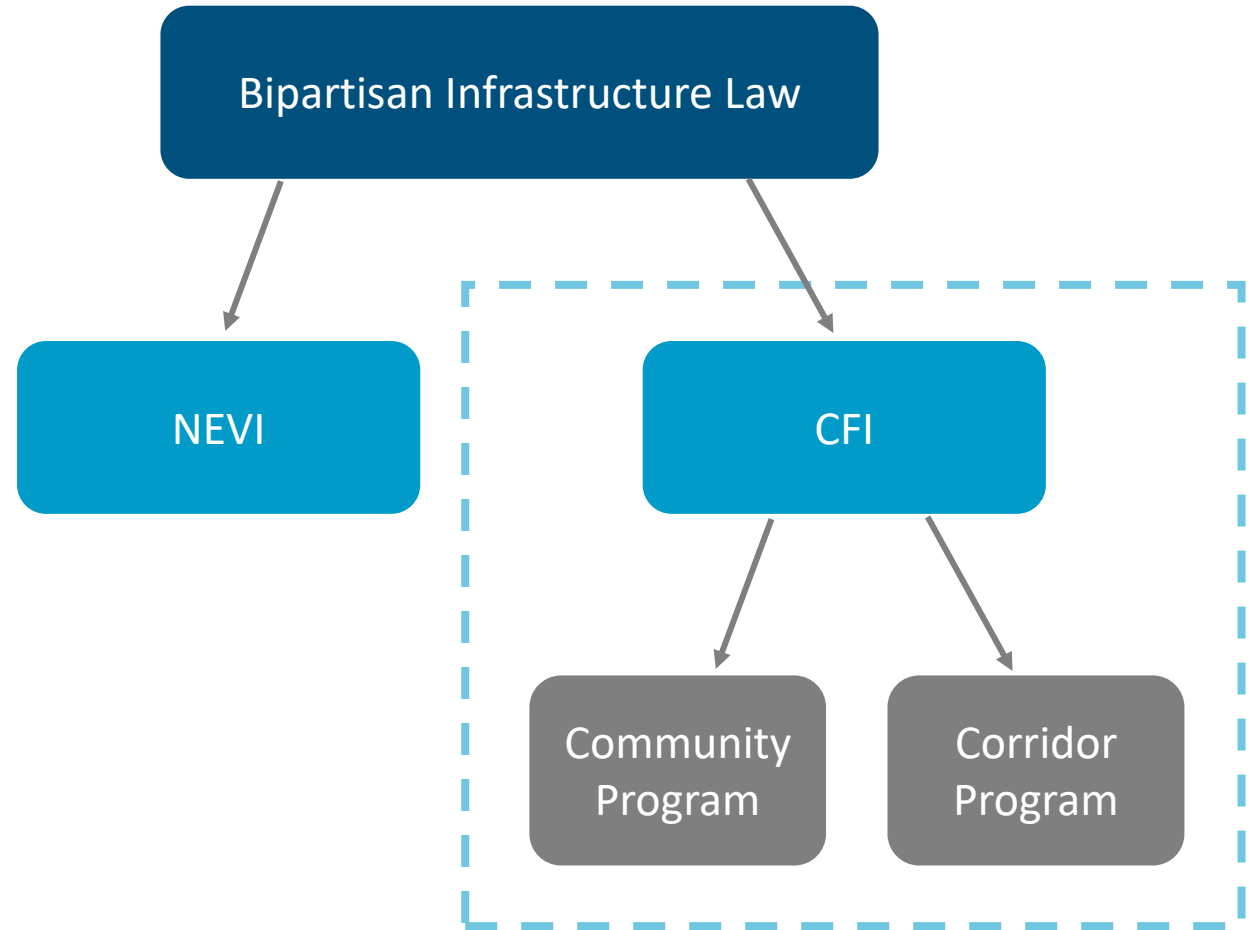 Bipartisan Infrastructure Law
NEVI
CFI
Community
Program
Corridor
Program